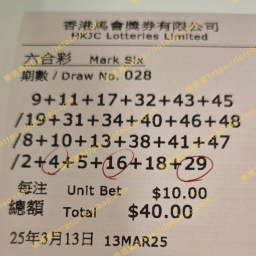 香港馬會獎券有限公司
HKJC Lotteries Limited
六合彩 Mark Six
期數 / Draw No. 028
9+11+17+32+43+45
/19+31+34+40+46+48
/8+10+13+38+41+47
/2+4+5+16+18+29
每注 Unit Bet $10.00
總額 Total $40.00
25年3月13日 13MAR25